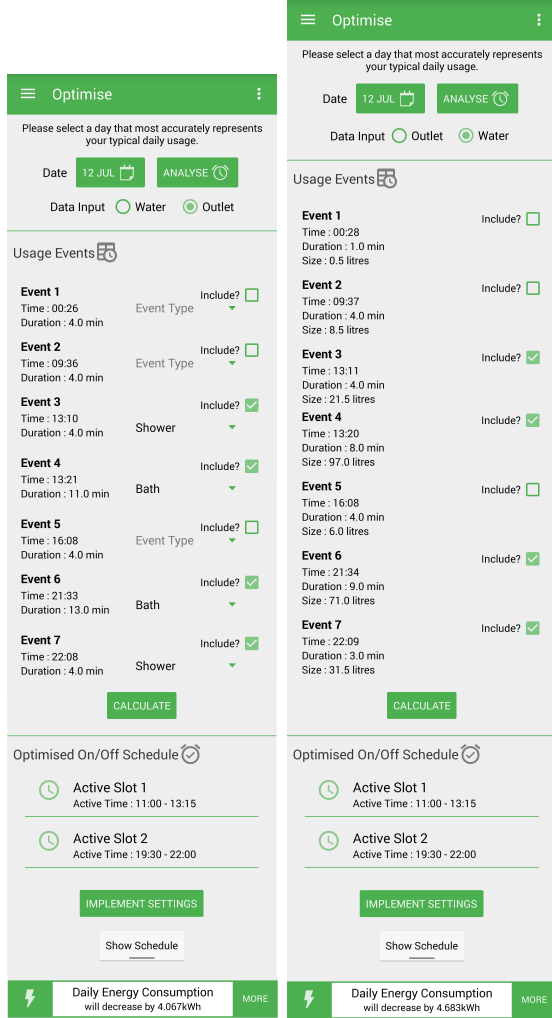 Optimise
Please select a day that most accurately represents
your typical daily usage.
Date 12 JUL ANALYSE
Data Input Water Outlet
Usage Events
Event 1 Include?
Time : 00:26 Event Type
Duration : 4.0 min
Event 2 Include?
Time : 09:36 Event Type
Duration : 4.0 min
Event 3 Include?
Time : 13:10
Duration : 4.0 min Shower
Event 4 Include?
Time : 13:21
Duration : 11.0 min Bath
Event 5 Include?
Time : 16:08 Event Type
Duration : 4.0 min
Event 6 Include?
Time : 21:33
Duration : 13.0 min Bath
Event 7 Include?
Time : 22:08
Duration : 4.0 min Shower
CALCULATE
Optimised On/Off Schedule
Active Slot 1
Active Time : 11:00 - 13:15
Active Slot 2
Active Time : 19:30 - 22:00
IMPLEMENT SETTINGS
Show Schedule
Daily Energy Consumption
will decrease by 4.067kWh
MORE
Optimise
Please select a day that most accurately represents
your typical daily usage.
Date 12 JUL ANALYSE
Data Input Outlet Water
Usage Events
Event 1 Include?
Time : 00:28
Duration : 1.0 min
Size : 0.5 litres
Event 2 Include?
Time : 09:37
Duration : 4.0 min
Size : 8.5 litres
Event 3 Include?
Time : 13:11
Duration : 4.0 min
Size : 21.5 litres
Event 4 Include?
Time : 13:20
Duration : 8.0 min
Size : 97.0 litres
Event 5 Include?
Time : 16:08
Duration : 4.0 min
Size : 6.0 litres
Event 6 Include?
Time : 21:34
Duration : 9.0 min
Size : 71.0 litres
Event 7 Include?
Time : 22:09
Duration : 3.0 min
Size : 31.5 litres
CALCULATE
Optimised On/Off Schedule
Active Slot 1
Active Time : 11:00 - 13:15
Active Slot 2
Active Time : 19:30 - 22:00
IMPLEMENT SETTINGS
Show Schedule
Daily Energy Consumption
will decrease by 4.683kWh
MORE